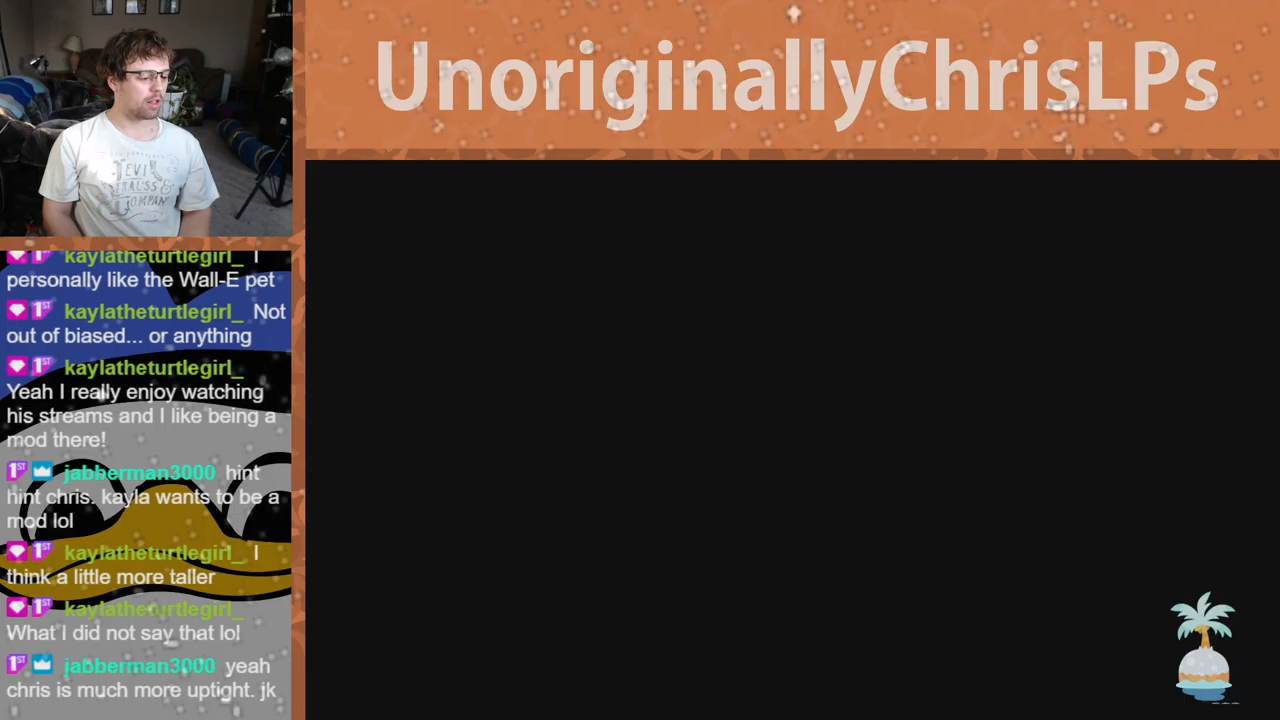 UnoriginallyChrisLPs
kaylatheturtlegirl_ I
personally like the Wall-E pet
kaylatheturtlegirl_ Not
out of biased... or anything
kaylatheturtlegirl_
Yeah I really enjoy watching
his streams and I like being a
mod there!
jabberman3000 hint
hint chris. kayla wants to be a
mod lol
kaylatheturtlegirl_ I
think a little more taller
kaylatheturtlegirl_
What I did not say that lol
jabberman3000 yeah
chris is much more uptight. jk